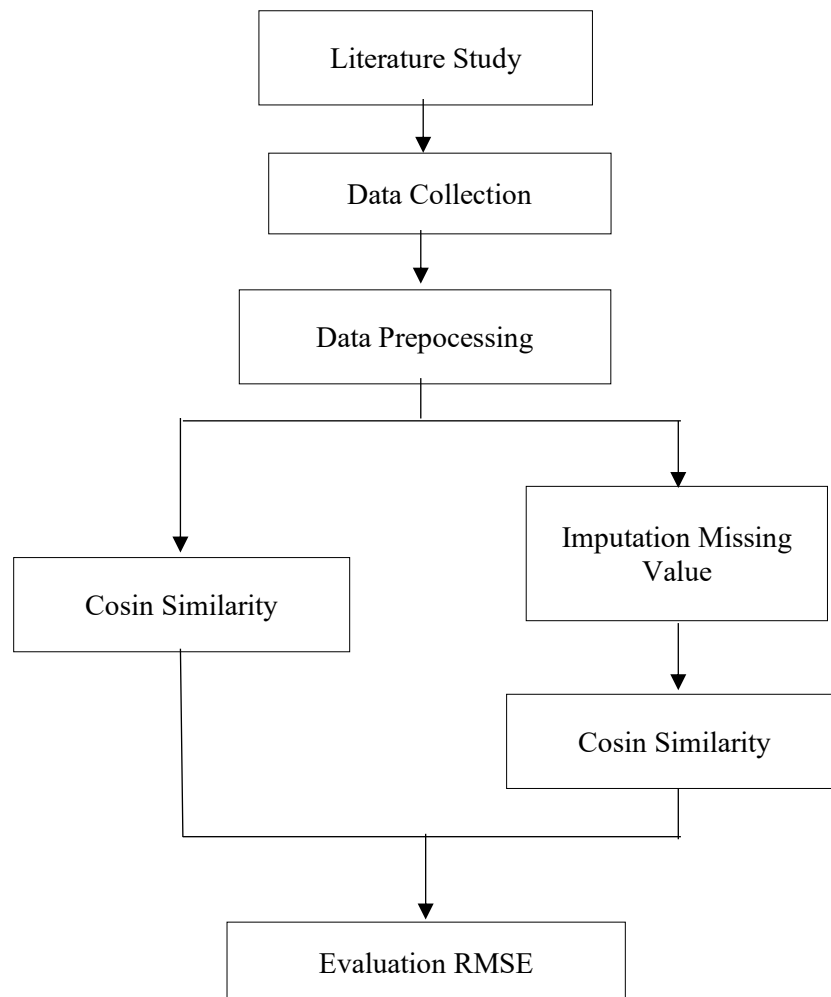 Literature Study
Data Collection
Data Prepocessing
Imputation Missing
Value
Cosin Similarity
Cosin Similarity
Evaluation RMSE